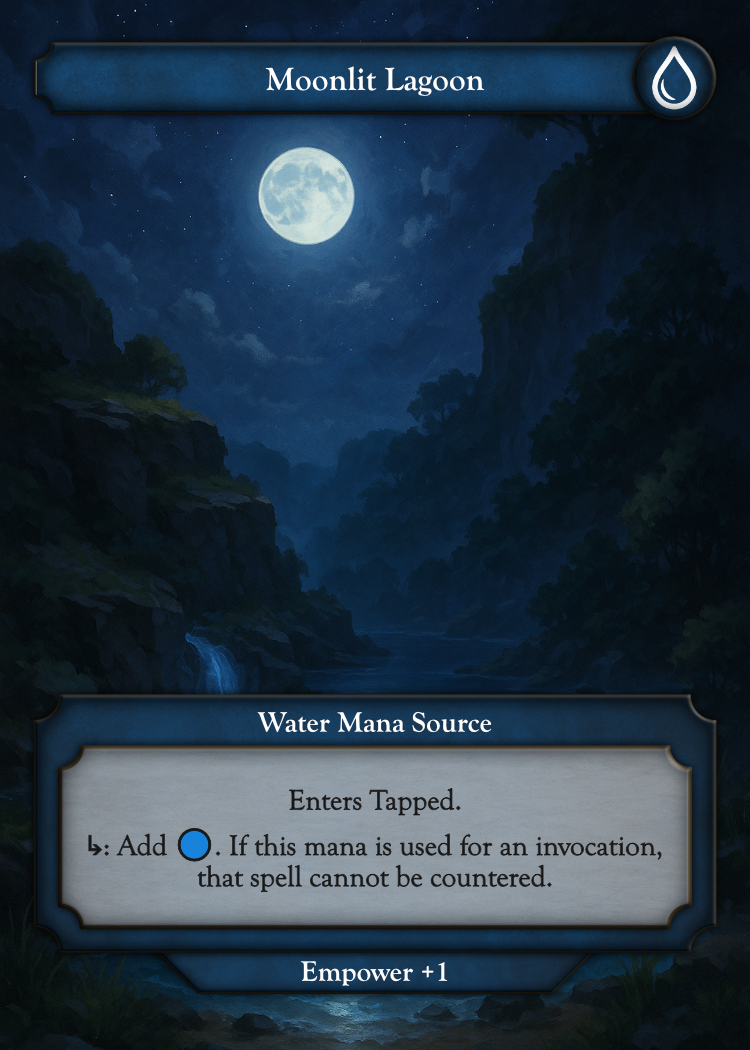 Moonlit Lagoon
Water Mana Source
Enters Tapped.
↳: Add 🔵. If this mana is used for an invocation,
that spell cannot be countered.
Empower +1